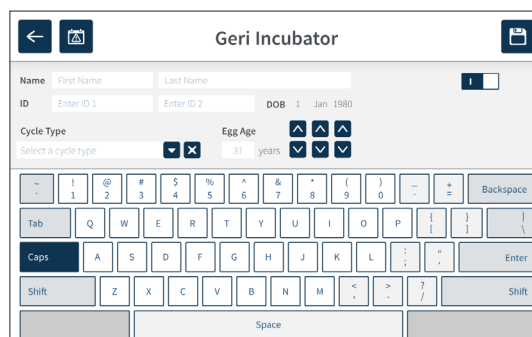 Geri Incubator
Name First Name Last Name
I
ID Enter ID 1 Enter ID 2 DOB 1 Jan 1980
Cycle Type Egg Age
Select a cycle type 37 years
~ ! @ # $ % ^ & * ( ) _ + Backspace
` 1 2 3 4 5 6 7 8 9 0 - =
Tab Q W E R T Y U I O P { [ } ] | \
Caps A S D F G H J K L : ; " ' Enter
Shift Z X C V B N M < , > . ? / Shift
Space